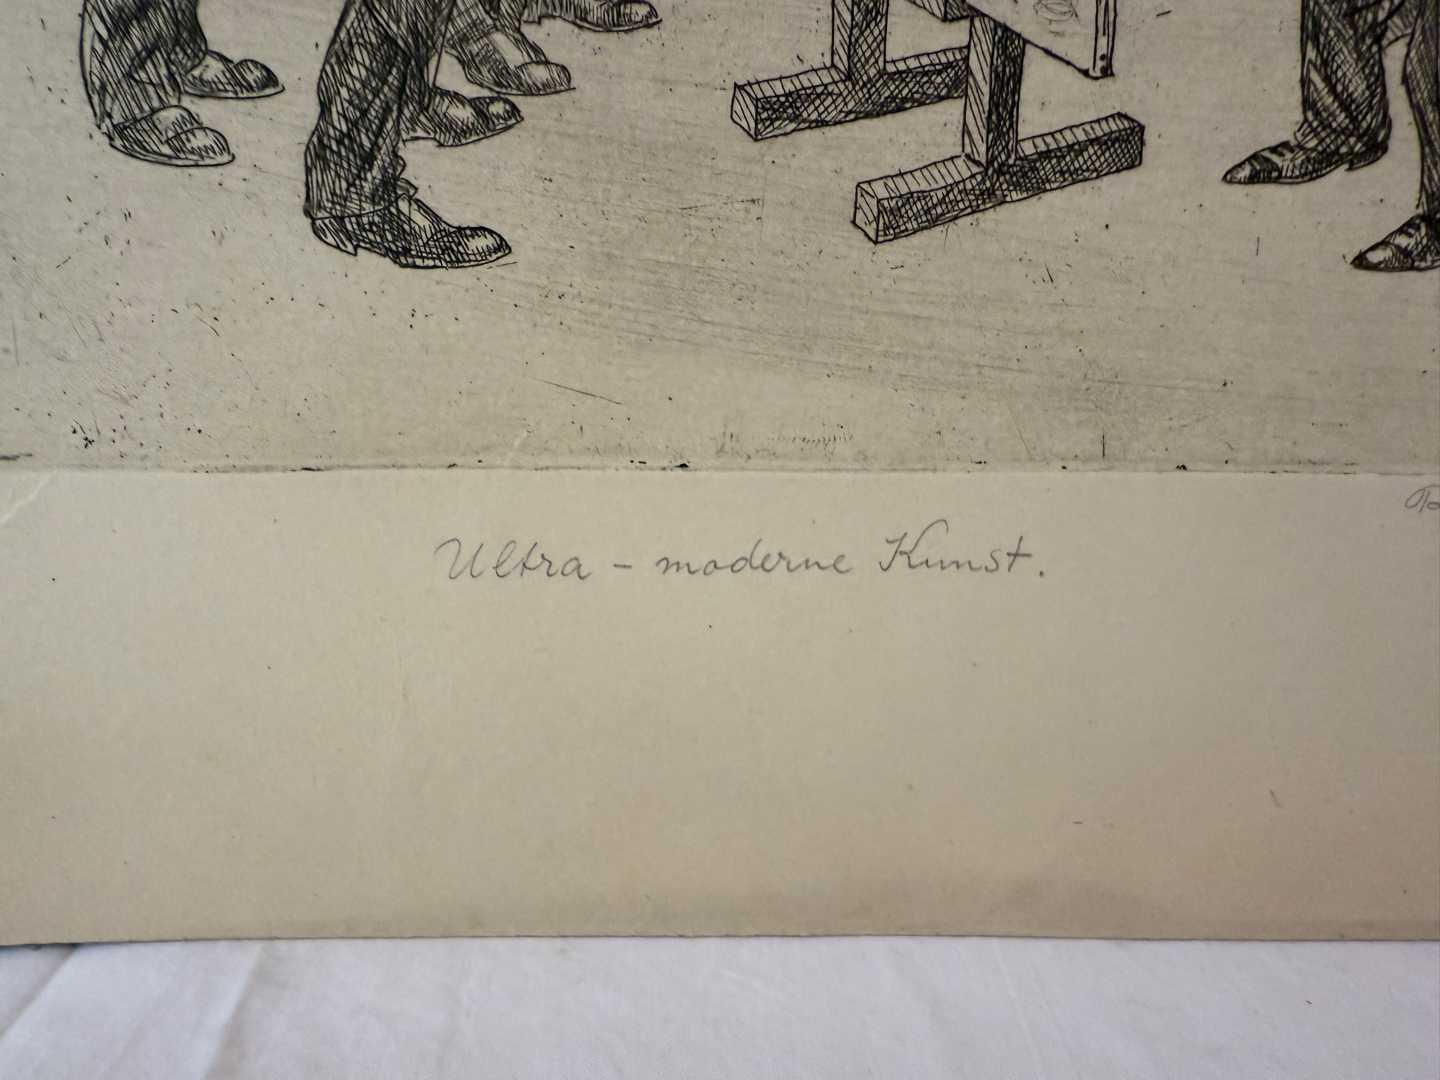 Ultra - moderne Kunst.